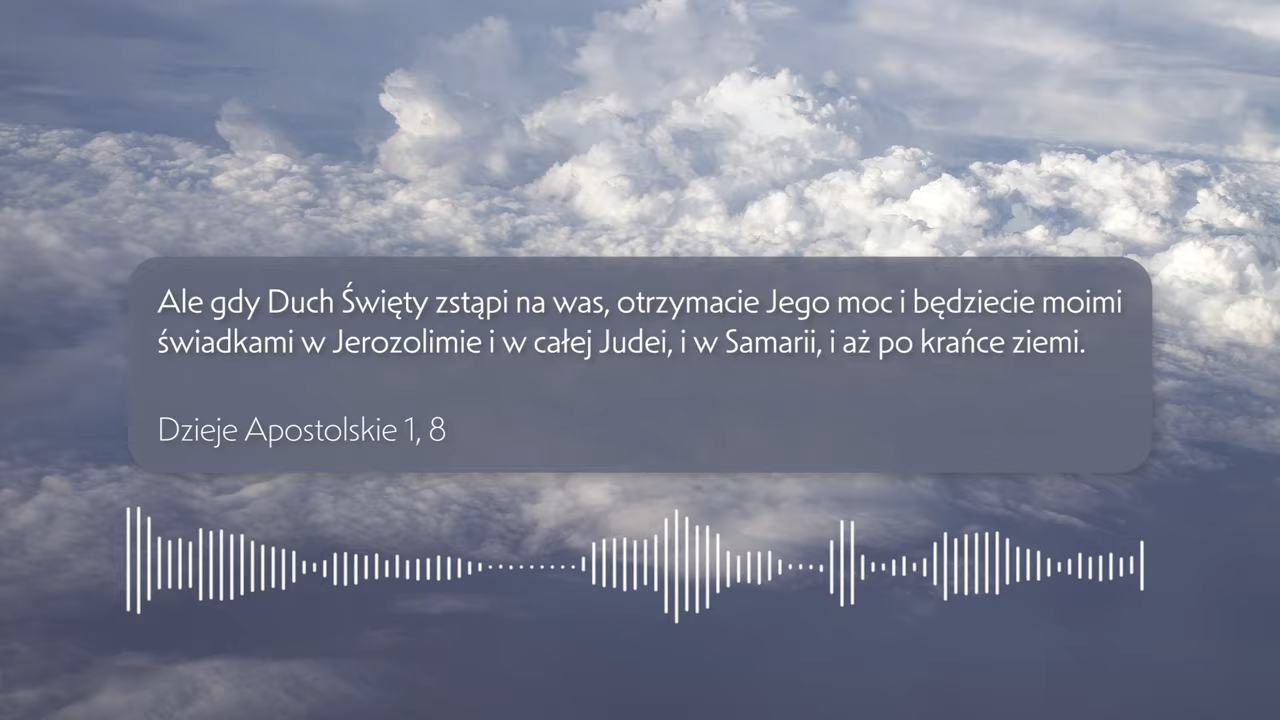 Ale gdy Duch Święty zstąpi na was, otrzymacie Jego moc i będziecie moimi
świadkami w Jerozolimie i w całej Judei, i w Samarii, i aż po krańce ziemi.
Dzieje Apostolskie 1, 8